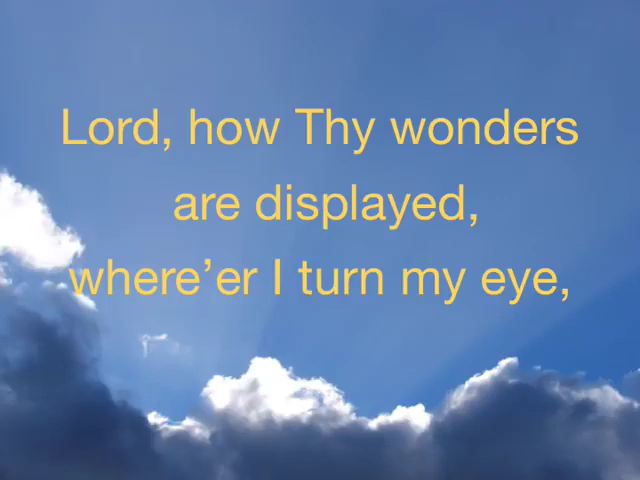 Lord, how Thy wonders
are displayed,
where’er I turn my eye,